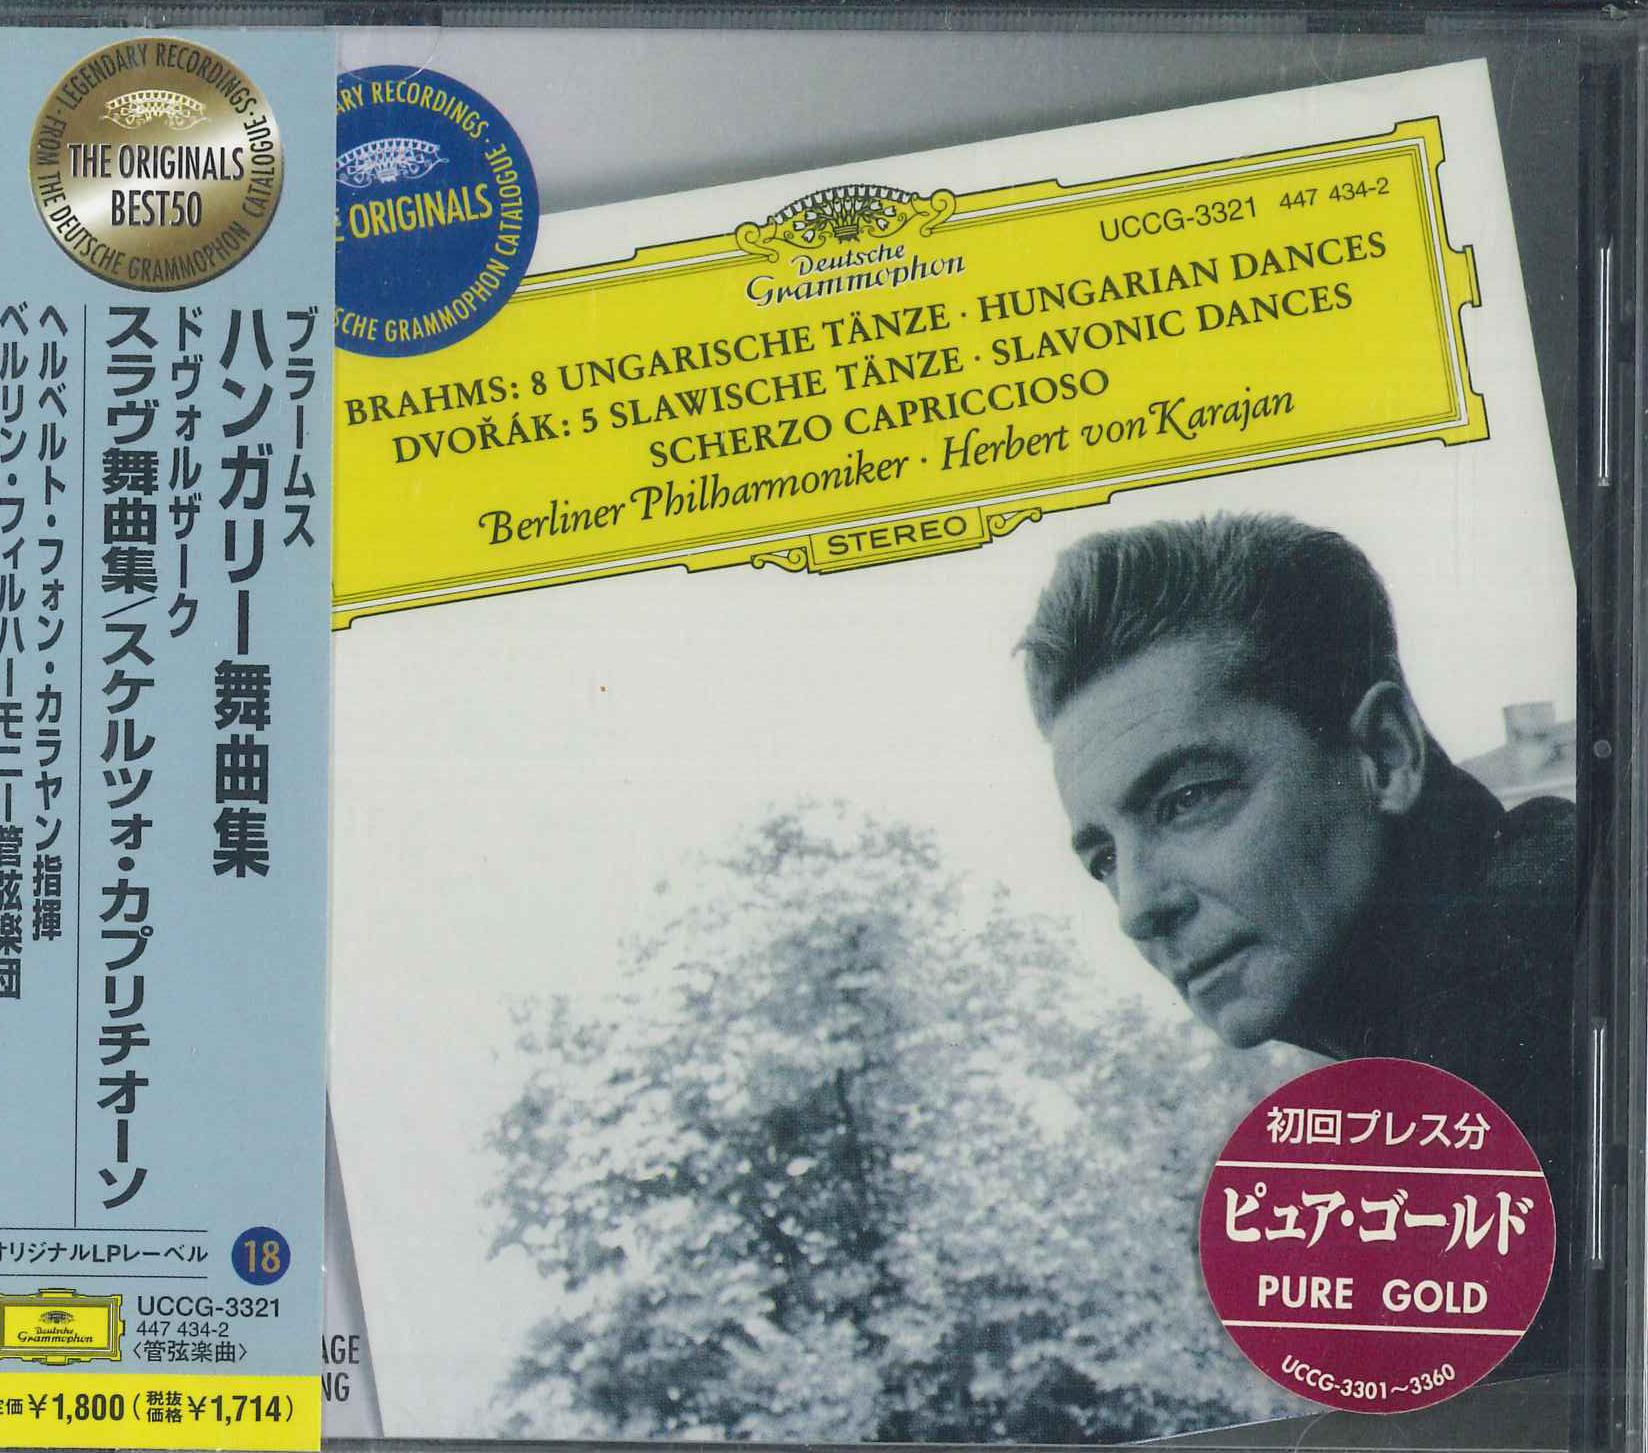 LEGENDARY RECORDINGS · FROM THE DEUTSCHE GRAMMOPHON CATALOGUE ·
THE ORIGINALS
BEST50
ブラームス
ハンガリー舞曲集
ドヴォルザーク
スラヴ舞曲集/スケルツォ・カプリチオーソ
ヘルベルト・フォン・カラヤン指揮
ベルリン・フィルハーモニー管弦楽団
オリジナルLPレーベル
18
Deutsche
Grammophon
UCCG-3321
447 434-2
〈管弦楽曲〉
定価¥1,800(税抜価格¥1,714)
RECORDINGS ·
ORIGINALS
GRAMMOPHON CATALOGUE ·
Deutsche
Grammophon
UCCG-3321 447 434-2
BRAHMS: 8 UNGARISCHE TÄNZE · HUNGARIAN DANCES
DVOŘÁK: 5 SLAWISCHE TÄNZE · SLAVONIC DANCES
SCHERZO CAPRICCIOSO
Berliner Philharmoniker · Herbert von Karajan
STEREO
初回プレス分
ピュア・ゴールド
PURE GOLD
UCCG-3301〜3360